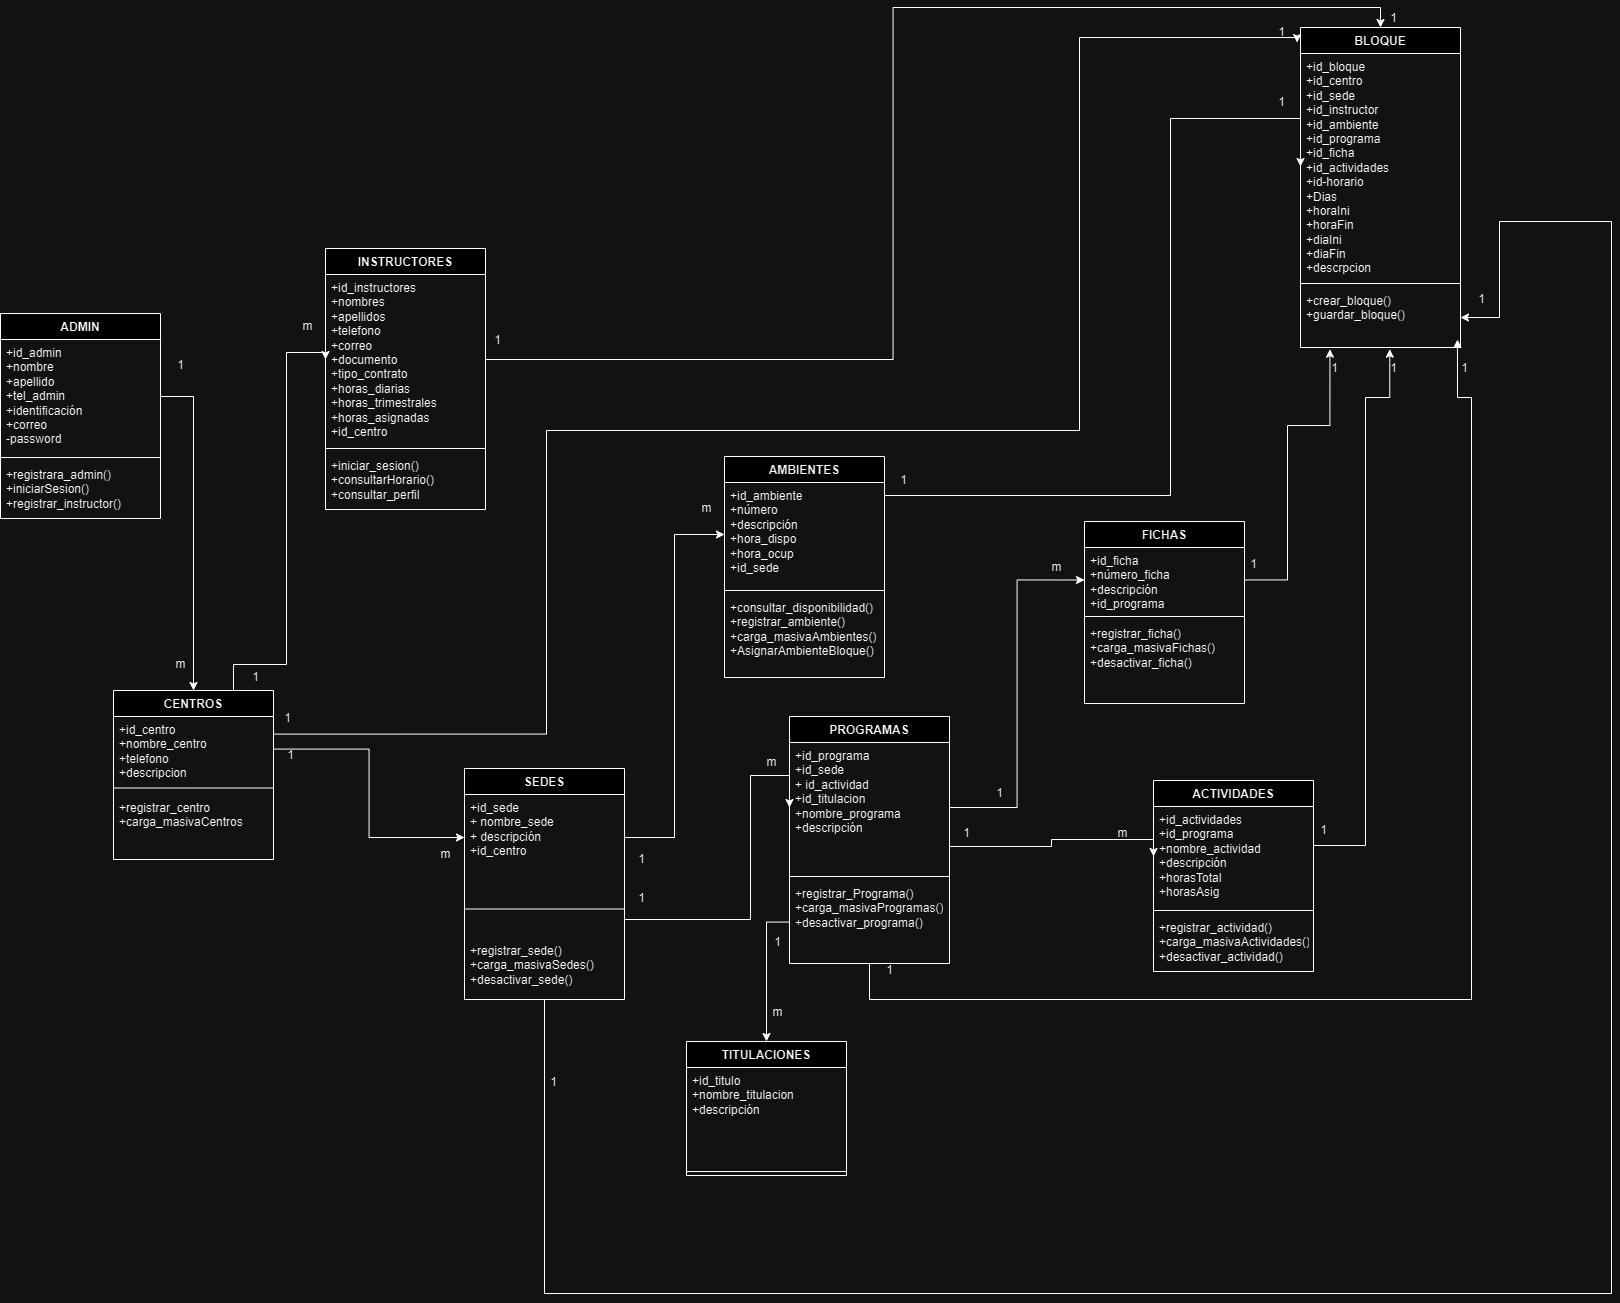 1
1
BLOQUE
+id_bloque
+id_centro
+id_sede
+id_instructor
+id_ambiente
+id_programa
+id_ficha
+id_actividades
+id-horario
+Dias
+horaIni
+horaFin
+diaIni
+diaFin
+descrpcion
+crear_bloque()
+guardar_bloque()
1
1
1
1
1
INSTRUCTORES
+id_instructores
+nombres
+apellidos
+telefono
+correo
+documento
+tipo_contrato
+horas_diarias
+horas_trimestrales
+horas_asignadas
+id_centro
+iniciar_sesion()
+consultarHorario()
+consultar_perfil
m
1
ADMIN
+id_admin
+nombre
+apellido
+tel_admin
+identificación
+correo
-password
+registrara_admin()
+iniciarSesion()
+registrar_instructor()
1
m
AMBIENTES
+id_ambiente
+número
+descripción
+hora_dispo
+hora_ocup
+id_sede
+consultar_disponibilidad()
+registrar_ambiente()
+carga_masivaAmbientes()
+AsignarAmbienteBloque()
m
1
FICHAS
+id_ficha
+número_ficha
+descripción
+id_programa
+registrar_ficha()
+carga_masivaFichas()
+desactivar_ficha()
m
1
CENTROS
+id_centro
+nombre_centro
+telefono
+descripcion
+registrar_centro
+carga_masivaCentros
1
1
1
m
SEDES
+id_sede
+ nombre_sede
+ descripción
+id_centro
+registrar_sede()
+carga_masivaSedes()
+desactivar_sede()
1
1
1
m
PROGRAMAS
+id_programa
+id_sede
+ id_actividad
+id_titulacion
+nombre_programa
+descripción
+registrar_Programa()
+carga_masivaProgramas()
+desactivar_programa()
1
1
1
1
m
ACTIVIDADES
+id_actividades
+id_programa
+nombre_actividad
+descripción
+horasTotal
+horasAsig
+registrar_actividad()
+carga_masivaActividades()
+desactivar_actividad()
m
1
TITULACIONES
+id_titulo
+nombre_titulacion
+descripción